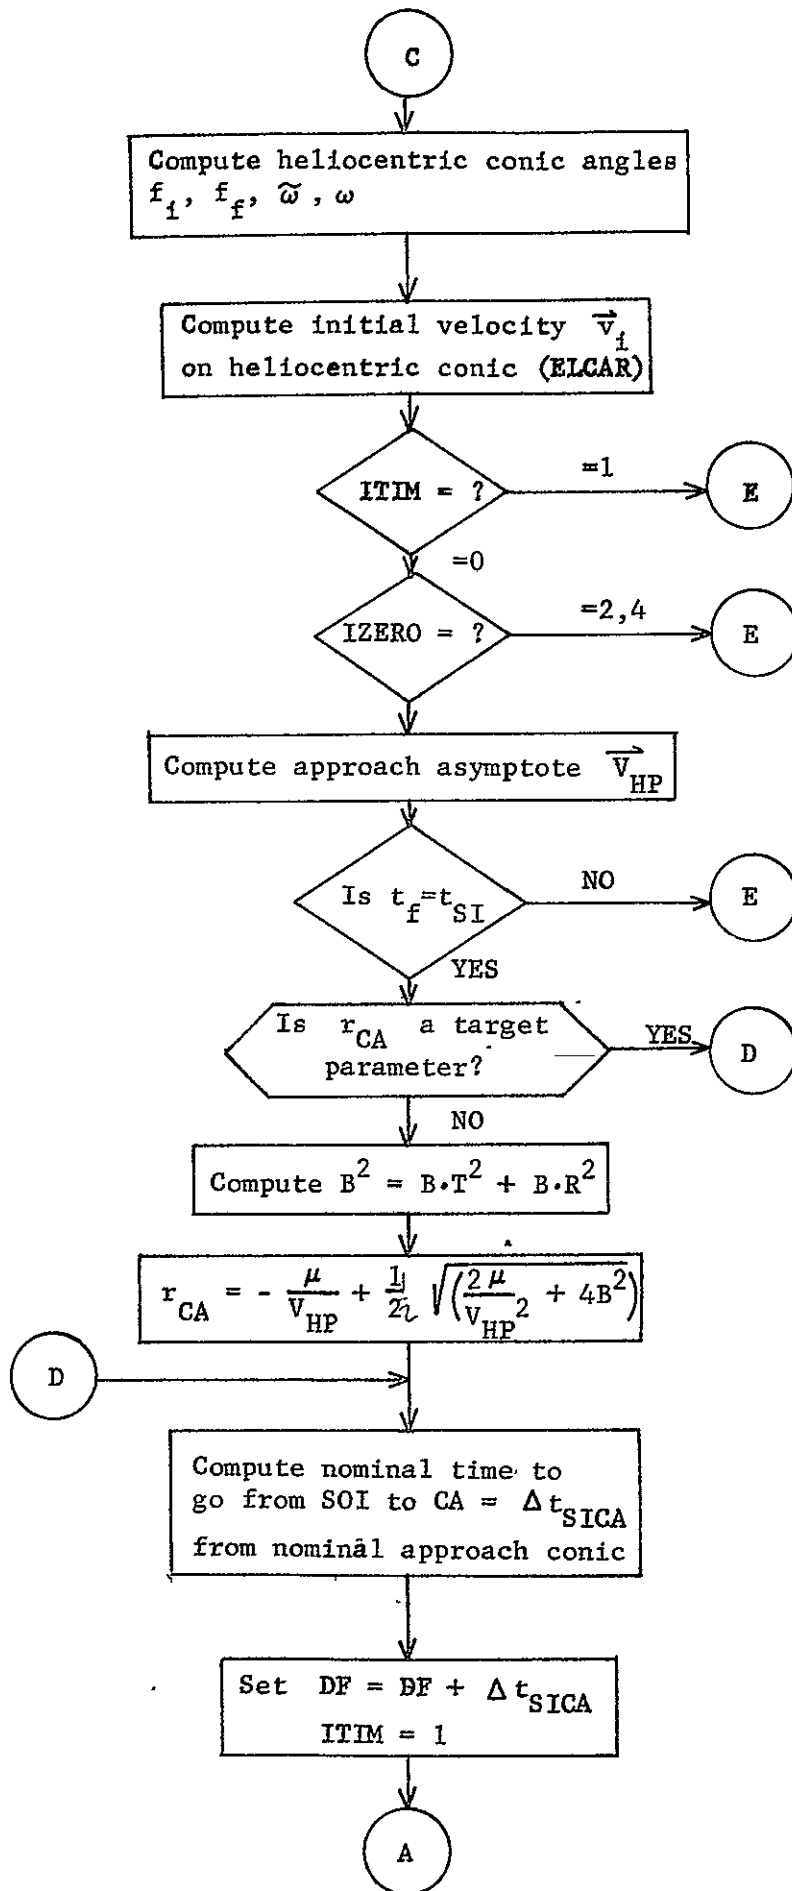 C
Compute heliocentric conic angles
f_i, f_f, ω̃, ω
Compute initial velocity v⃗_i
on heliocentric conic (ELCAR)
ITIM = ?
=1
E
=0
IZERO = ?
=2,4
E
Compute approach asymptote V⃗_HP
Is t_f=t_SI
NO
E
YES
Is r_CA a target
parameter?
YES
D
NO
Compute B² = B·T² + B·R²
r_CA = - μ/V_HP + 1/2 √(2μ/V_HP² + 4B²)
D
Compute nominal time to
go from SOI to CA = Δt_SICA
from nominal approach conic
Set DF = DF + Δt_SICA
ITIM = 1
A